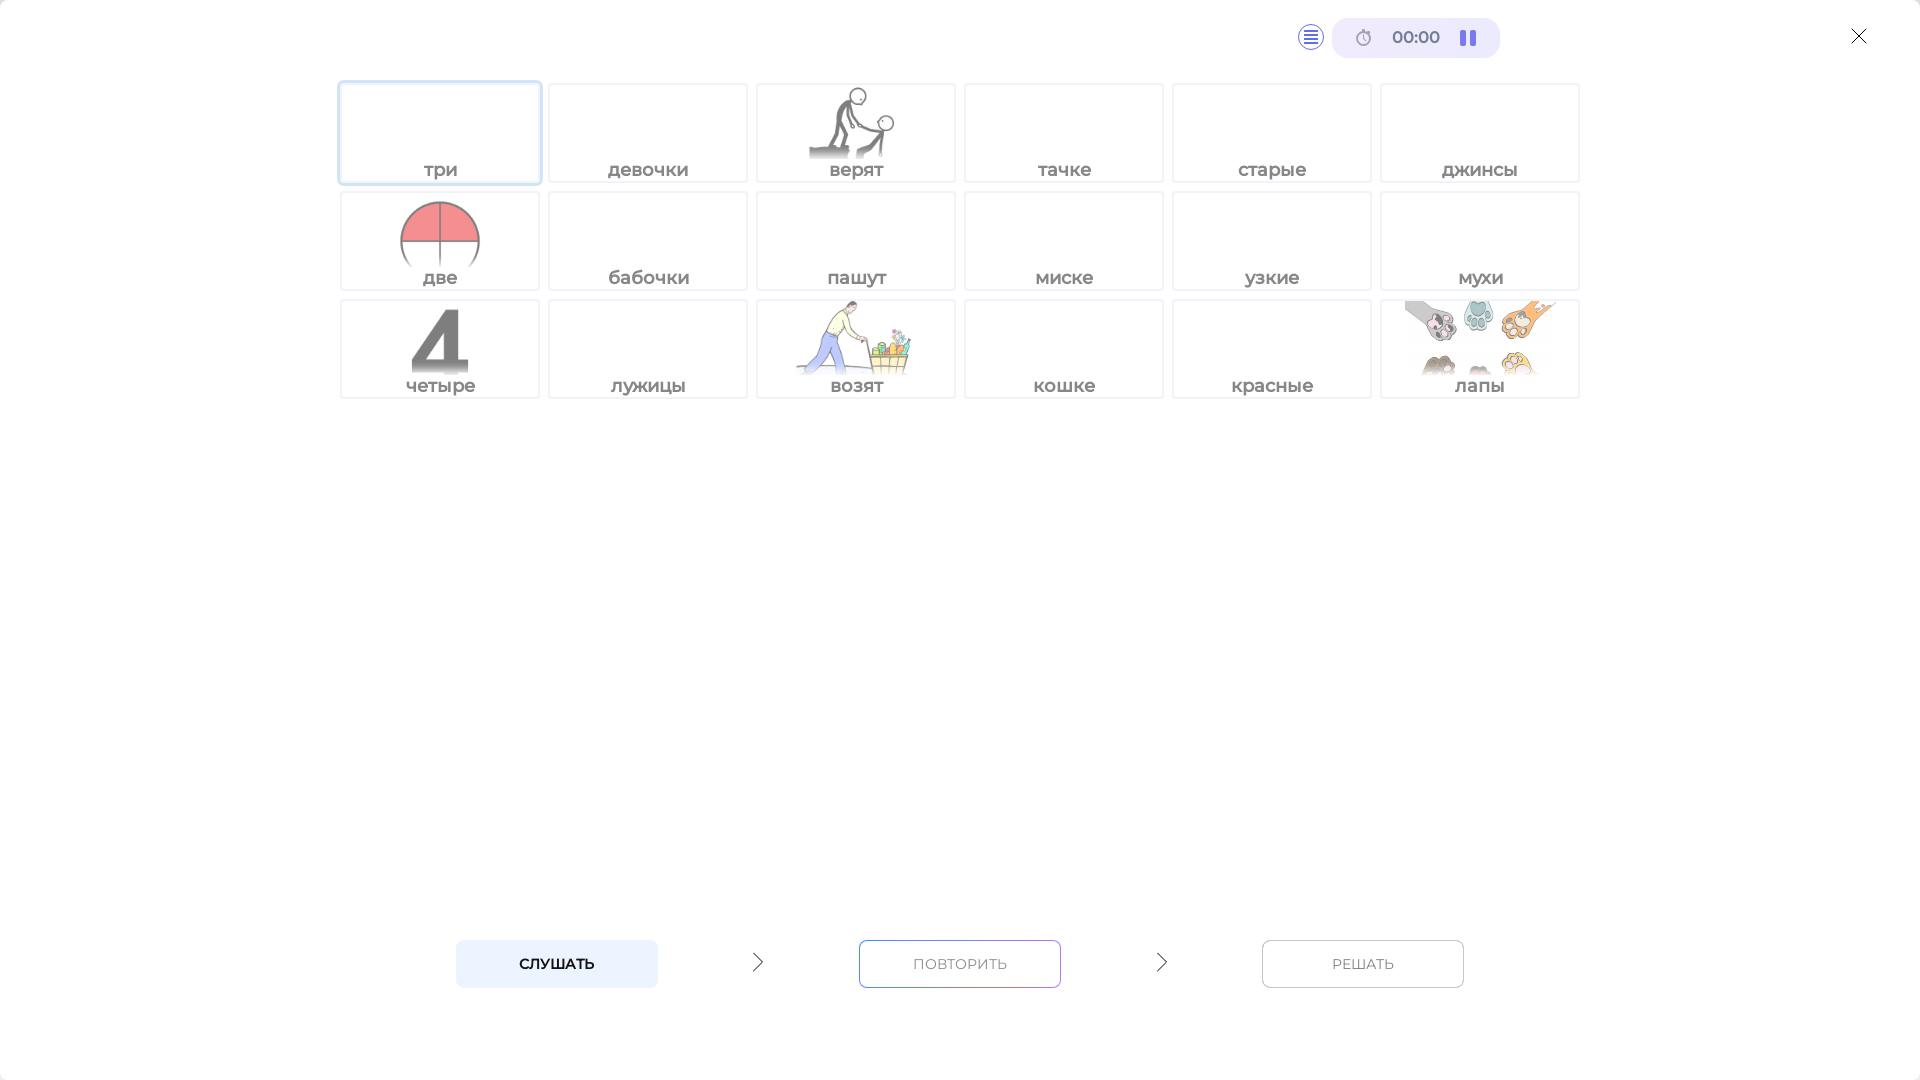 00:00
три девочки верят тачке старые джинсы
две бабочки пашут миске узкие мухи
4
четыре лужицы возят кошке красные лапы
СЛУШАТЬ ПОВТОРИТЬ РЕШАТЬ